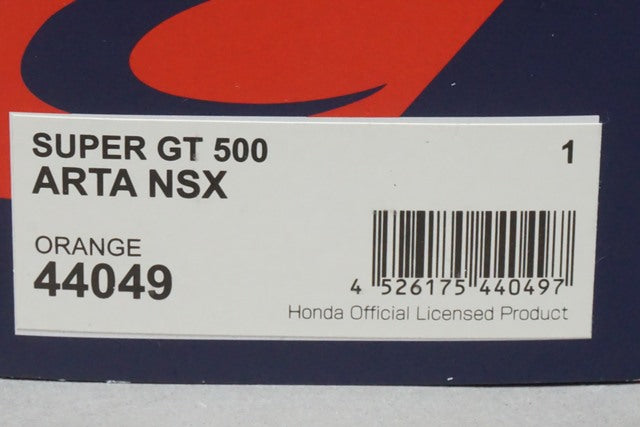 SUPER GT 500 1
ARTA NSX
ORANGE
44049
4 526175 440497
Honda Official Licensed Product